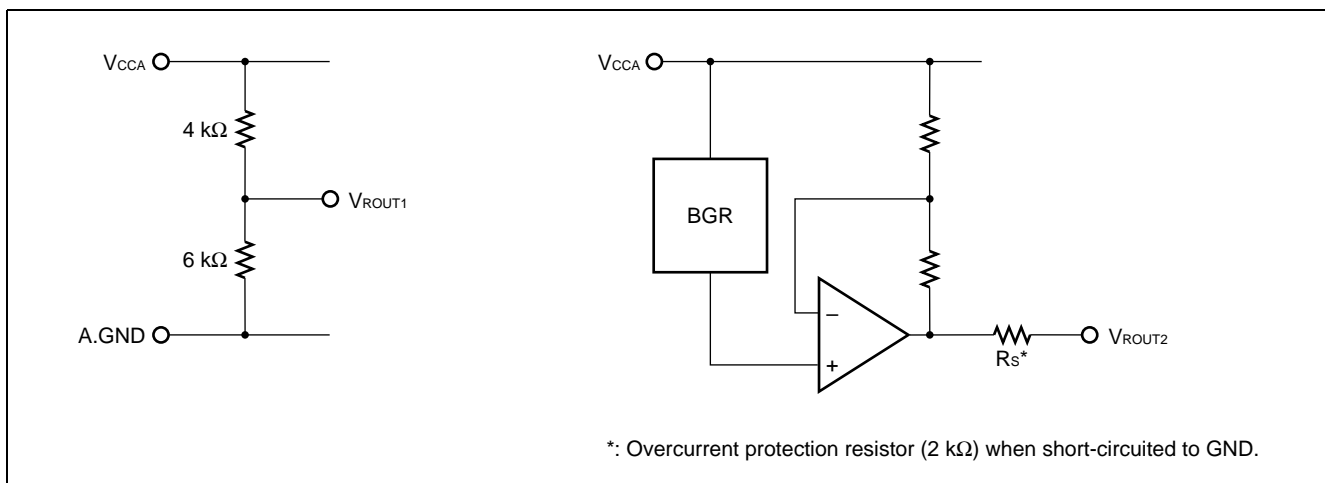 VCCA
4 kΩ
VROUT1
6 kΩ
A.GND
VCCA
BGR
−
+
RS*
VROUT2
*: Overcurrent protection resistor (2 kΩ) when short-circuited to GND.